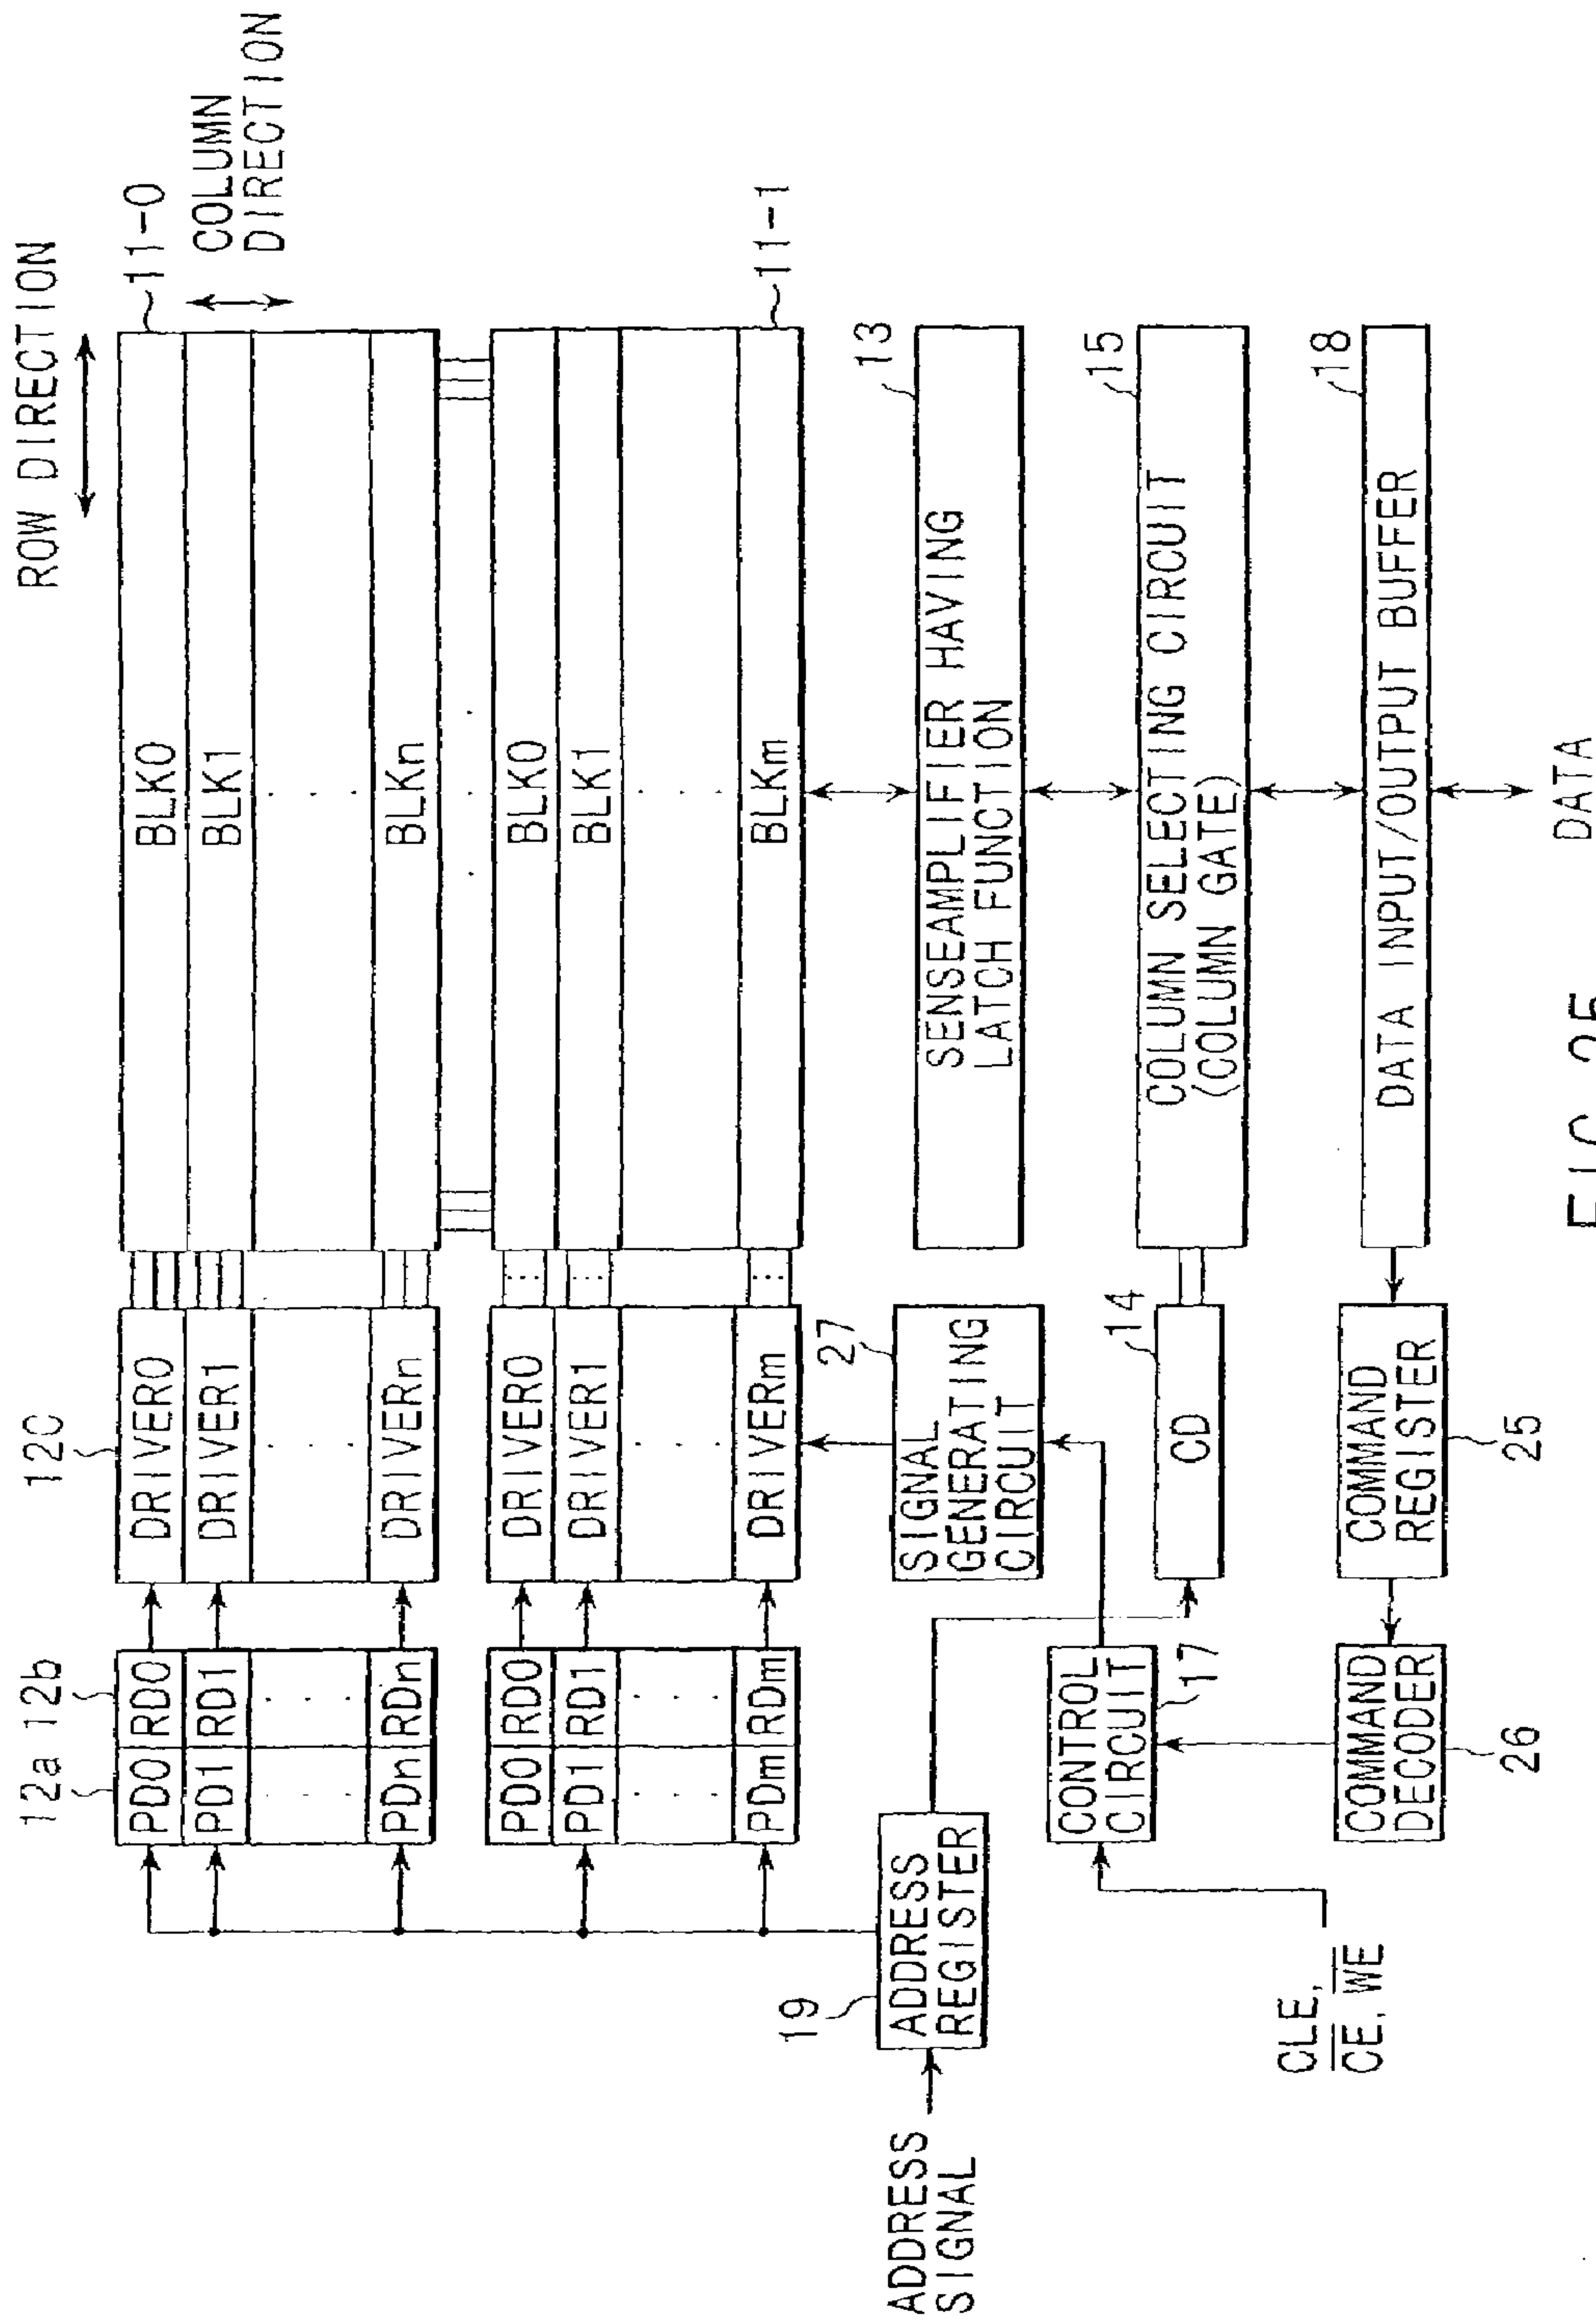 ROW DIRECTION
12a 12b
12C
11-0
COLUMN
DIRECTION
PD0 RD0
DRIVER0
BLK0
PD1 RD1
DRIVER1
BLK1
PDn RDn
DRIVERn
BLKn
PD0 RD0
DRIVER0
BLK0
PD1 RD1
DRIVER1
BLK1
PDm RDm
DRIVERm
BLKm
11-1
19
ADDRESS
SIGNAL
ADDRESS
REGISTER
27
SIGNAL
GENERATING
CIRCUIT
13
SENSEAMPLIFIER HAVING
LATCH FUNCTION
CONTROL
CIRCUIT
17
14
CD
15
COLUMN SELECTING CIRCUIT
(COLUMN GATE)
CLE,
CE, WE
COMMAND
DECODER
26
COMMAND
REGISTER
25
18
DATA INPUT/OUTPUT BUFFER
DATA